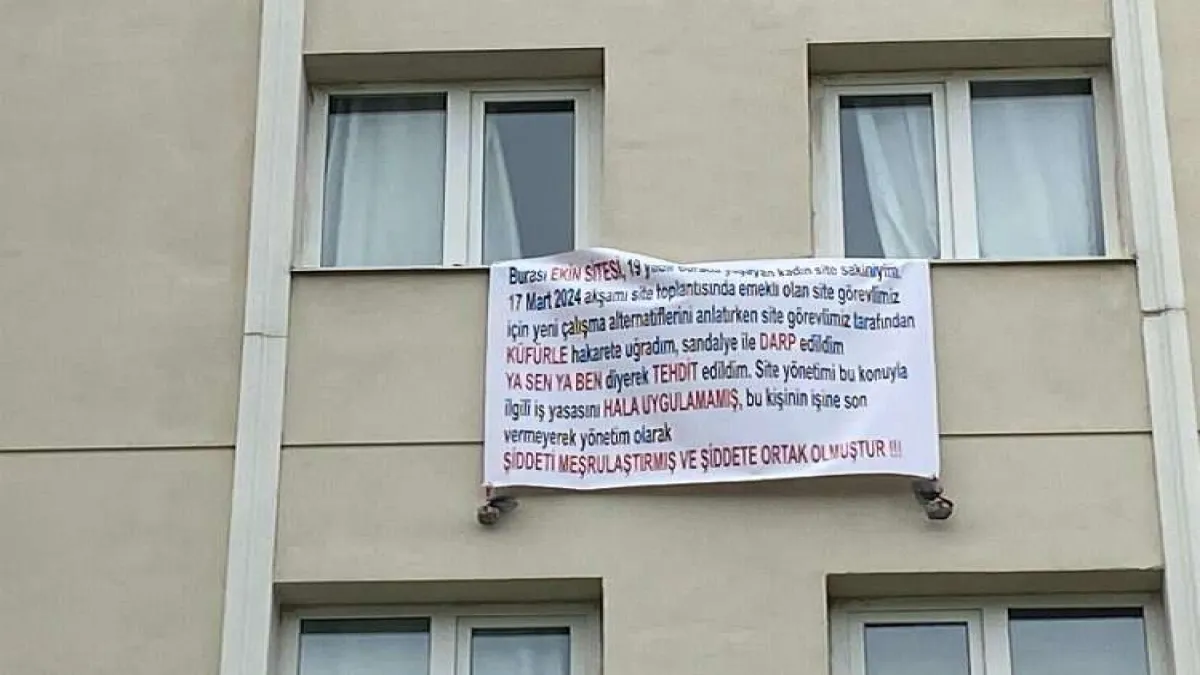 Burası EKİN SİTESİ, 19 yıldır burada yaşayan kadın site sakiniyim.
17 Mart 2024 akşamı site toplantısında emekli olan site görevlimiz
için yeni çalışma alternatiflerini anlatırken site görevlimiz tarafından
KÜFÜRLE hakarete uğradım, sandalye ile DARP edildim
YA SEN YA BEN diyerek TEHDİT edildim. Site yönetimi bu konuyla
ilgili iş yasasını HALA UYGULAMAMIŞ, bu kişinin işine son
vermeyerek yönetim olarak
ŞİDDETİ MEŞRULAŞTIRMIŞ VE ŞİDDETE ORTAK OLMUŞTUR !!!